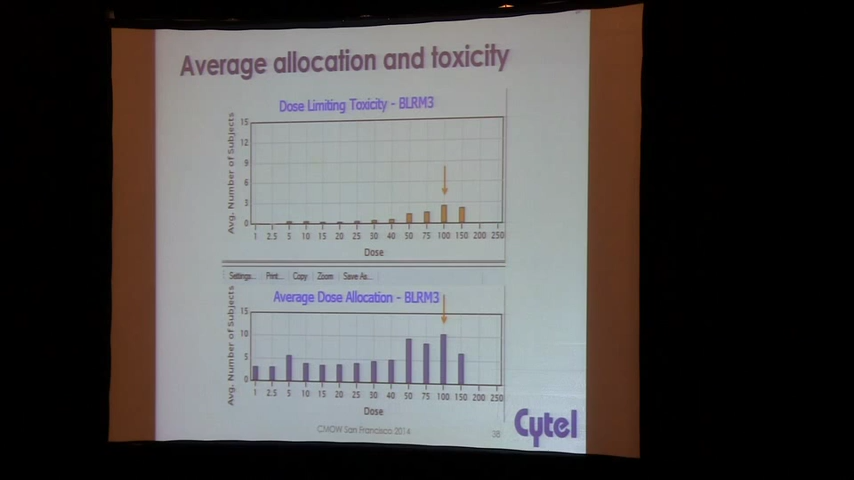 Average allocation and toxicity
Dose Limiting Toxicity - BLRM3
Avg. Number of Subjects
15
12
9
6
3
0
1 2.5 5 10 15 20 25 30 40 50 75 100 150 200 250
Dose
Settings... Print... Copy Zoom Save As...
Average Dose Allocation - BLRM3
Avg. Number of Subjects
15
10
5
0
1 2.5 5 10 15 20 25 30 40 50 75 100 150 200 250
Dose
CMOW San Francisco 2014
38
Cytel